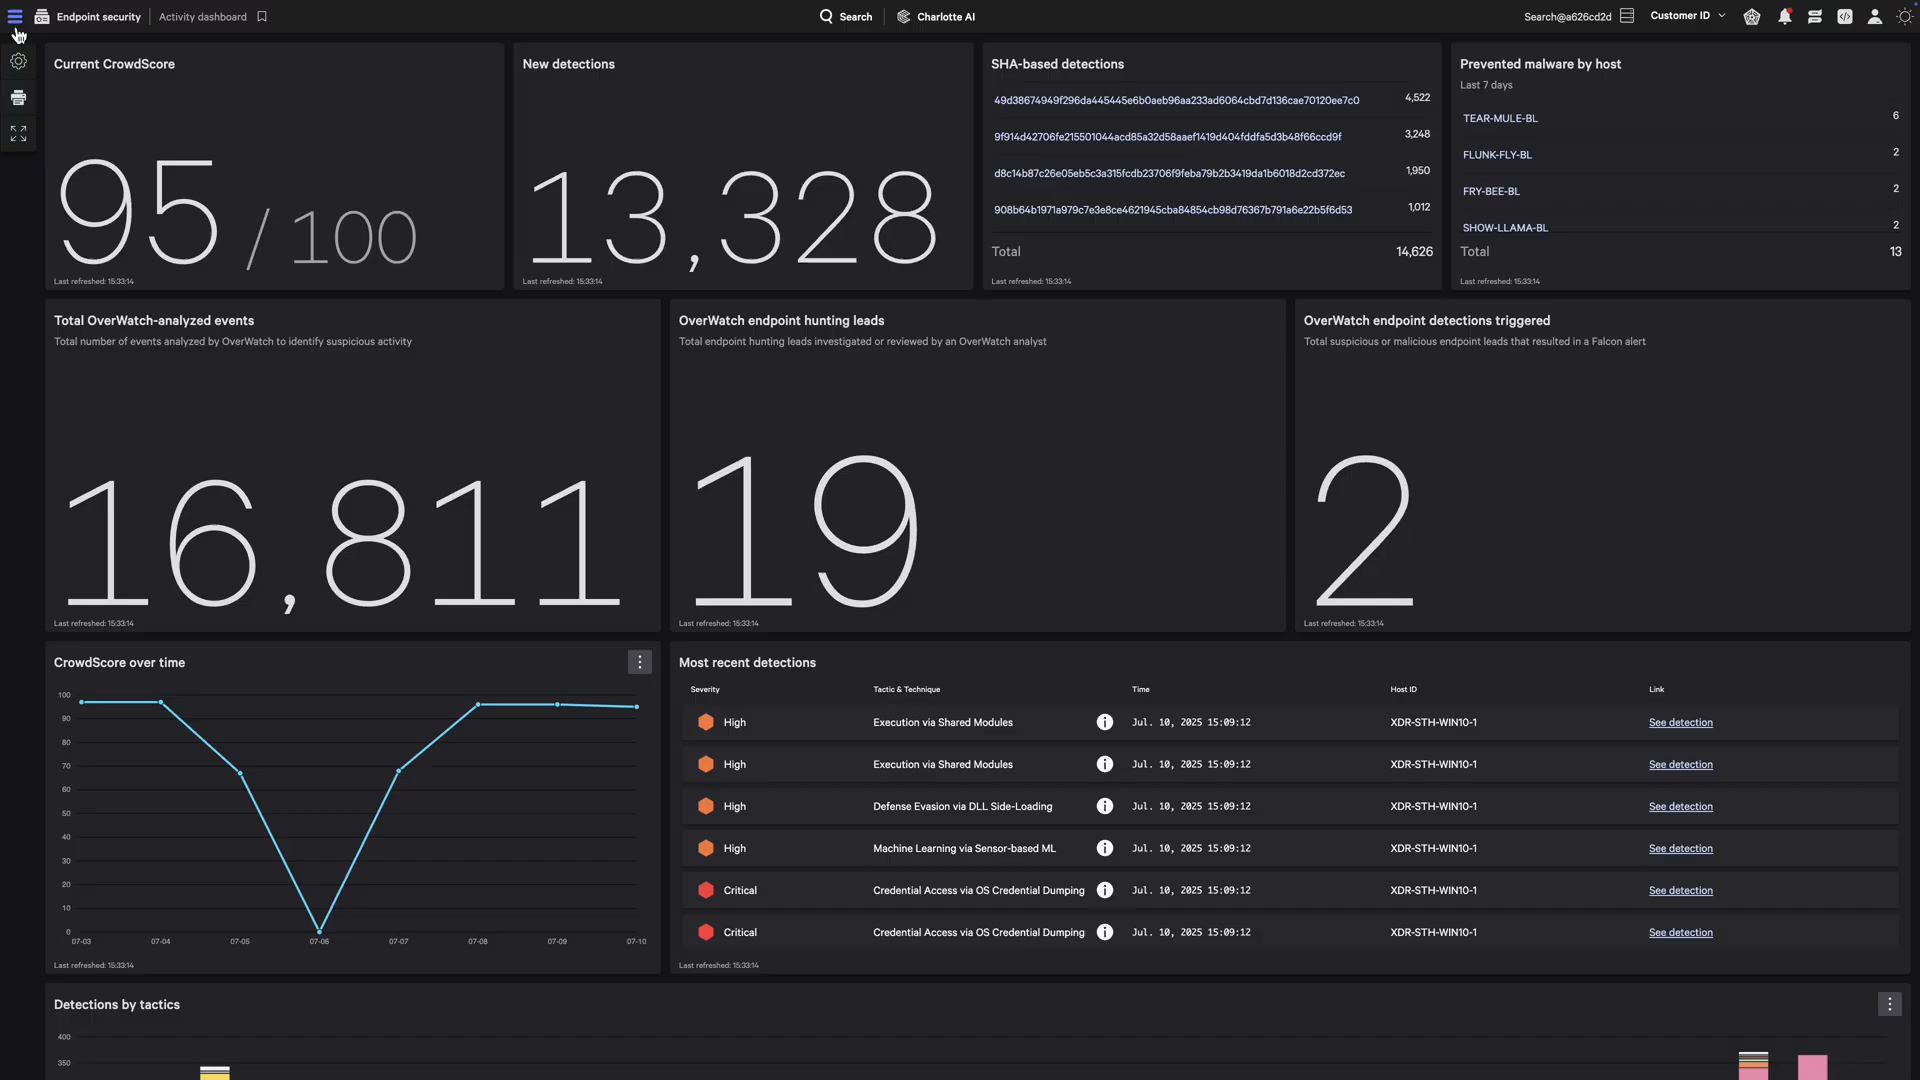 Endpoint security
Activity dashboard
Search
Charlotte AI
Search@a626cd2d
Customer ID
Current CrowdScore
95 / 100
Last refreshed: 15:33:14
New detections
13,328
Last refreshed: 15:33:14
SHA-based detections
49d38674949f296da445445e6b0aeb96aa233ad6064cbd7d136cae70120ee7c0 4,522
9f914d42706fe215501044acd85a32d58aaef1419d404fddfa5d3b48f66ccd9f 3,248
d8c14b87c26e05eb5c3a315fcdb23706f9feba79b2b3419da1b6018d2cd372ec 1,950
908b64b1971a979c7e3e8ce4621945cba84854cb98d76367b791a6e22b5f6d53 1,012
Total 14,626
Last refreshed: 15:33:14
Prevented malware by host
Last 7 days
TEAR-MULE-BL 6
FLUNK-FLY-BL 2
FRY-BEE-BL 2
SHOW-LLAMA-BL 2
Total 13
Last refreshed: 15:33:14
Total OverWatch-analyzed events
Total number of events analyzed by OverWatch to identify suspicious activity
16,811
Last refreshed: 15:33:14
OverWatch endpoint hunting leads
Total endpoint hunting leads investigated or reviewed by an OverWatch analyst
19
Last refreshed: 15:33:14
OverWatch endpoint detections triggered
Total suspicious or malicious endpoint leads that resulted in a Falcon alert
2
Last refreshed: 15:33:14
CrowdScore over time
100
90
80
70
60
50
40
30
20
10
0
07-03 07-04 07-05 07-06 07-07 07-08 07-09 07-10
Last refreshed: 15:33:14
Most recent detections
Severity Tactic & Technique Time Host ID Link
High Execution via Shared Modules Jul. 10, 2025 15:09:12 XDR-STH-WIN10-1 See detection
High Execution via Shared Modules Jul. 10, 2025 15:09:12 XDR-STH-WIN10-1 See detection
High Defense Evasion via DLL Side-Loading Jul. 10, 2025 15:09:12 XDR-STH-WIN10-1 See detection
High Machine Learning via Sensor-based ML Jul. 10, 2025 15:09:12 XDR-STH-WIN10-1 See detection
Critical Credential Access via OS Credential Dumping Jul. 10, 2025 15:09:12 XDR-STH-WIN10-1 See detection
Critical Credential Access via OS Credential Dumping Jul. 10, 2025 15:09:12 XDR-STH-WIN10-1 See detection
Last refreshed: 15:33:14
Detections by tactics
400
350